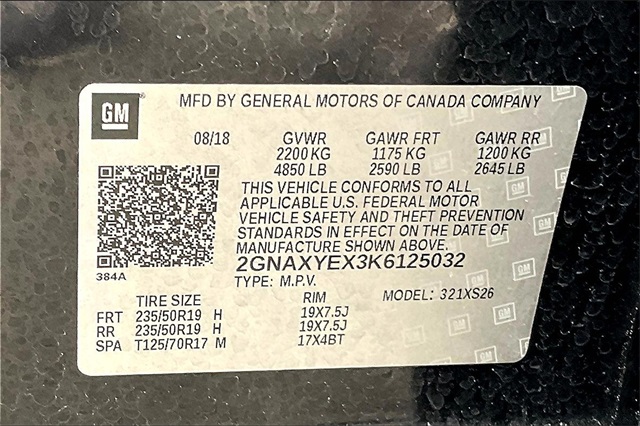 GM
MFD BY GENERAL MOTORS OF CANADA COMPANY
08/18 GVWR GAWR FRT GAWR RR
2200 KG 1175 KG 1200 KG
4850 LB 2590 LB 2645 LB
THIS VEHICLE CONFORMS TO ALL
APPLICABLE U.S. FEDERAL MOTOR
VEHICLE SAFETY AND THEFT PREVENTION
STANDARDS IN EFFECT ON THE DATE OF
MANUFACTURE SHOWN ABOVE.
2GNAXYEX3K6125032
384A
TYPE: M.P.V. MODEL: 321XS26
TIRE SIZE RIM
FRT 235/50R19 H 19X7.5J
RR 235/50R19 H 19X7.5J
SPA T125/70R17 M 17X4BT